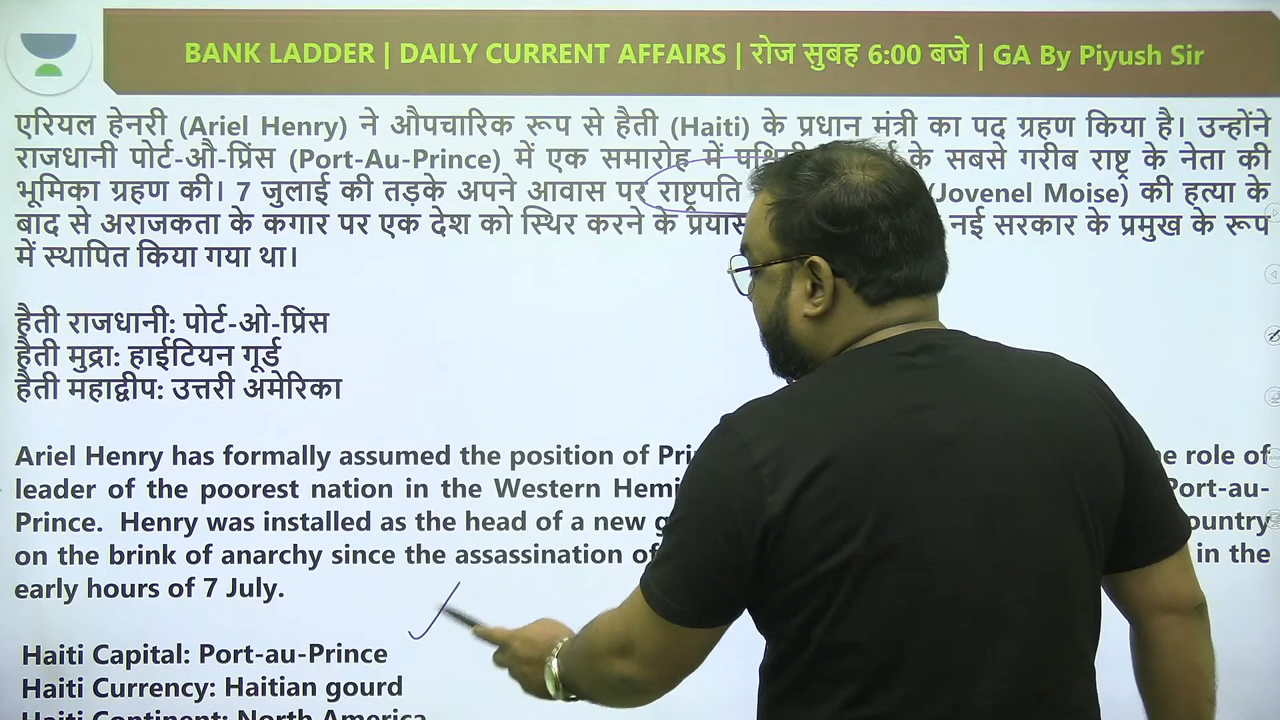 BANK LADDER | DAILY CURRENT AFFAIRS | रोज सुबह 6:00 बजे | GA By Piyush Sir
एरियल हेनरी (Ariel Henry) ने औपचारिक रूप से हैती (Haiti) के प्रधान मंत्री का पद ग्रहण किया है। उन्होंने
राजधानी पोर्ट-औ-प्रिंस (Port-Au-Prince) में एक समारोह में के सबसे गरीब राष्ट्र के नेता की
भूमिका ग्रहण की। 7 जुलाई की तड़के अपने आवास पर राष्ट्रपति (Jovenel Moise) की हत्या के
बाद से अराजकता के कगार पर एक देश को स्थिर करने के प्रयास नई सरकार के प्रमुख के रूप
में स्थापित किया गया था।
हैती राजधानी: पोर्ट-ओ-प्रिंस
हैती मुद्रा: हाईटियन गूर्ड
हैती महाद्वीप: उत्तरी अमेरिका
Ariel Henry has formally assumed the position of role of
leader of the poorest nation in the Western Port-au-
Prince. Henry was installed as the head of a new
on the brink of anarchy since the assassination of in the
early hours of 7 July.
Haiti Capital: Port-au-Prince
Haiti Currency: Haitian gourd
Haiti Continent: North America